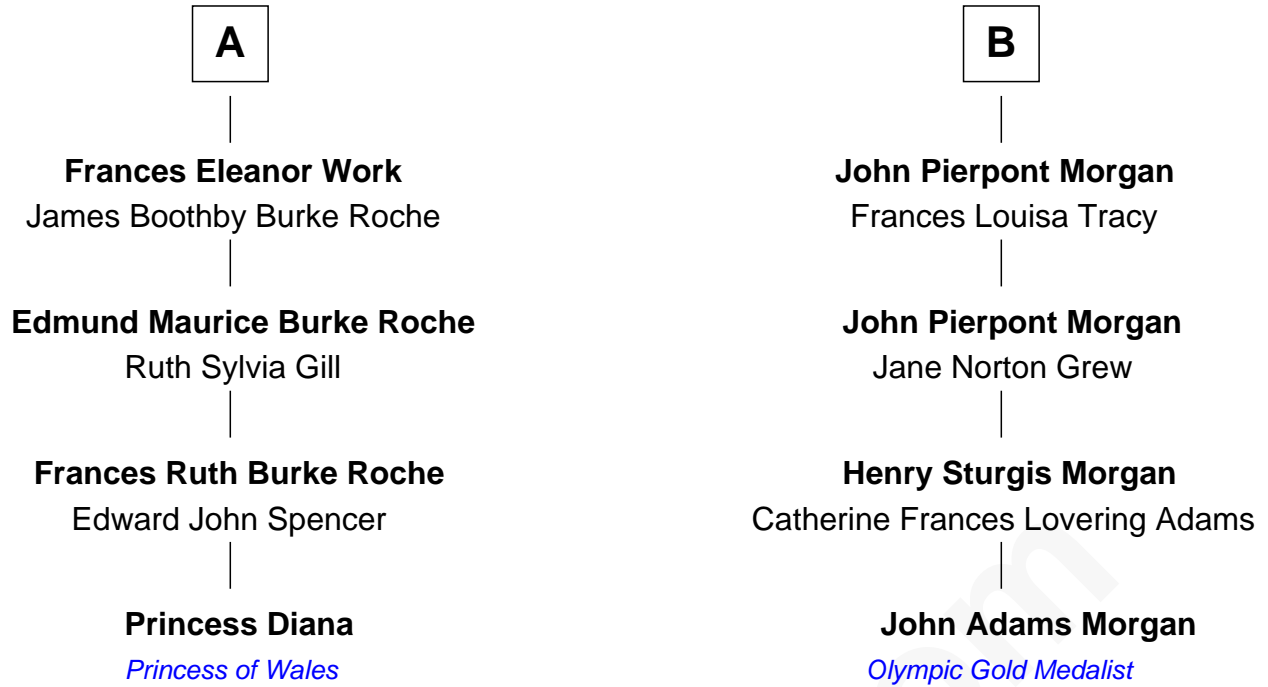 A
B
Frances Eleanor Work
James Boothby Burke Roche
John Pierpont Morgan
Frances Louisa Tracy
Edmund Maurice Burke Roche
Ruth Sylvia Gill
John Pierpont Morgan
Jane Norton Grew
Frances Ruth Burke Roche
Edward John Spencer
Henry Sturgis Morgan
Catherine Frances Lovering Adams
Princess Diana
Princess of Wales
John Adams Morgan
Olympic Gold Medalist